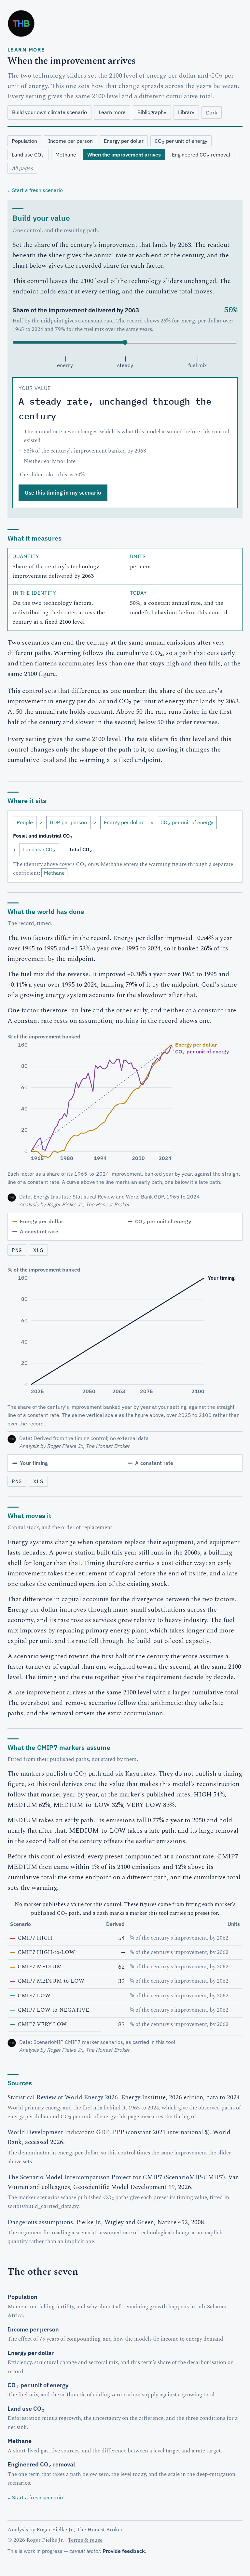 THB
LEARN MORE
When the improvement arrives
The two technology sliders set the 2100 level of energy per dollar and CO₂ per
unit of energy. This one sets how that change spreads across the years between.
Every setting gives the same 2100 level and a different cumulative total.
Build your own climate scenario
Learn more
Bibliography
Library
Dark
Population
Income per person
Energy per dollar
CO₂ per unit of energy
Land use CO₂
Methane
When the improvement arrives
Engineered CO₂ removal
All pages
← Start a fresh scenario
Build your value
One control, and the resulting path.
Set the share of the century's improvement that lands by 2063. The readout
beneath the slider gives the annual rate at each end of the century, and the
chart below gives the recorded share for each factor.
This control leaves the 2100 level of the technology sliders unchanged. The
endpoint holds at every setting, and the cumulative total moves.
Share of the improvement delivered by 2063
50%
Half by the midpoint gives a constant rate. The record shows 26% for energy per dollar over
1965 to 2024 and 79% for the fuel mix over the same years.
energy
steady
fuel mix
YOUR VALUE
A steady rate, unchanged through the
century
The annual rate never changes, which is what this model assumed before this control
existed
53% of the century's improvement banked by 2063
Neither early nor late
The slider takes this as 50%.
Use this timing in my scenario
What it measures
QUANTITY
Share of the century's technology
improvement delivered by 2063
UNITS
per cent
IN THE IDENTITY
On the two technology factors,
redistributing their rates across the
century at a fixed 2100 level
TODAY
50%, a constant annual rate, and the
model's behaviour before this control
Two scenarios can end the century at the same annual emissions after very
different paths. Warming follows the cumulative CO₂, so a path that cuts early
and then flattens accumulates less than one that stays high and then falls, at the
same 2100 figure.
This control sets that difference as one number: the share of the century's
improvement in energy per dollar and CO₂ per unit of energy that lands by 2063.
At 50 the annual rate holds constant. Above 50 the rate runs faster in the first
half of the century and slower in the second; below 50 the reverse.
Every setting gives the same 2100 level. The rate sliders fix that level and this
control changes the shape of the path to it, so moving it changes the
cumulative total and the warming at a fixed endpoint.
Where it sits
People
×
GDP per person
×
Energy per dollar
×
CO₂ per unit of energy
=
Fossil and industrial CO₂
+
Land use CO₂
=
Total CO₂
The identity above covers CO₂ only. Methane enters the warming figure through a separate
coefficient: Methane.
What the world has done
The record, timed.
The two factors differ in the record. Energy per dollar improved −0.54% a year
over 1965 to 1995 and −1.53% a year over 1995 to 2024, so it banked 26% of its
improvement by the midpoint.
The fuel mix did the reverse. It improved −0.38% a year over 1965 to 1995 and
−0.11% a year over 1995 to 2024, banking 79% of it by the midpoint. Coal's share
of a growing energy system accounts for the slowdown after that.
One factor therefore ran late and the other early, and neither at a constant rate.
A constant rate rests on assumption; nothing in the record shows one.
% of the improvement banked
100
80
60
40
20
0
1965
1980
1994
2010
2024
Energy per dollar
CO₂ per unit of energy
Each factor as a share of its 1965-to-2024 improvement, banked year by year, against the straight
line of a constant rate. A curve above the line marks an early path, one below it a late path.
Data: Energy Institute Statistical Review and World Bank GDP, 1965 to 2024
Analysis by Roger Pielke Jr., The Honest Broker
Energy per dollar
CO₂ per unit of energy
A constant rate
PNG
XLS
% of the improvement banked
100
80
60
40
20
0
2025
2050
2063
2075
2100
Your timing
The share of the century's improvement banked year by year at your setting, against the straight
line of a constant rate. The same vertical scale as the figure above, over 2025 to 2100 rather than
over the record.
Data: Derived from the timing control; no external data
Analysis by Roger Pielke Jr., The Honest Broker
Your timing
A constant rate
PNG
XLS
What moves it
Capital stock, and the order of replacement.
Energy systems change when operators replace their equipment, and the equipment
lasts decades. A power station built this year still runs in the 2060s, a building
shell for longer than that. Timing therefore carries a cost either way: an early
improvement takes the retirement of capital before the end of its life, and a late
one takes the continued operation of the existing stock.
That difference in capital accounts for the divergence between the two factors.
Energy per dollar improves through many small substitutions across the whole
economy, and the rate rose as services grew relative to heavy industry. The fuel
mix improves by replacing primary energy plant, which takes longer and costs more
capital per unit, and its rate fell through the build-out of coal capacity.
A scenario weighted toward the first half of the century therefore assumes a
faster turnover of capital than one weighted toward the second, at the same 2100
level. The timing and the rate together give the retirement decade by decade.
A late improvement arrives at the same 2100 level with a larger cumulative total.
The overshoot-and-remove scenarios follow that arithmetic: they take late
paths, and the removal offsets the extra accumulation.
What the CMIP7 markers assume
Fitted from their published paths, not stated by them.
The markers publish a CO₂ path and six Kaya rates. They do not publish a timing
figure, so this tool derives one: the value that makes this model's reconstruction
follow that marker year by year, at the marker's published rates. HIGH 54%,
MEDIUM 62%, MEDIUM-to-LOW 32%, VERY LOW 83%.
MEDIUM takes an early path. Its emissions fall 0.77% a year to 2050 and hold
nearly flat after that. MEDIUM-to-LOW takes a late path, and its large removal
in the second half of the century offsets the earlier emissions.
Before this control existed, every preset compounded at a constant rate. CMIP7
MEDIUM then came within 1% of its 2100 emissions and 12% above its
cumulative total: the same endpoint on a different path, and the cumulative total
sets the warming.
No marker publishes a value for this control. These figures come from fitting each marker's
published CO₂ path, and a dash marks a marker this tool carries no preset for.
Scenario
Derived
Units
CMIP7 HIGH
54
% of the century's improvement, by 2062
CMIP7 HIGH-to-LOW
—
% of the century's improvement, by 2062
CMIP7 MEDIUM
62
% of the century's improvement, by 2062
CMIP7 MEDIUM-to-LOW
32
% of the century's improvement, by 2062
CMIP7 LOW
—
% of the century's improvement, by 2062
CMIP7 LOW-to-NEGATIVE
—
% of the century's improvement, by 2062
CMIP7 VERY LOW
83
% of the century's improvement, by 2062
Data: ScenarioMIP CMIP7 marker scenarios, as carried in this tool
Analysis by Roger Pielke Jr., The Honest Broker
Sources
Statistical Review of World Energy 2026. Energy Institute, 2026 edition, data to 2024.
World primary energy and the fuel mix behind it, 1965 to 2024, which give the observed paths of
energy per dollar and CO₂ per unit of energy this page measures the timing of.
World Development Indicators: GDP, PPP (constant 2021 international $). World
Bank, accessed 2026.
The denominator in energy per dollar, so this control times the same improvement the slider
above sets.
The Scenario Model Intercomparison Project for CMIP7 (ScenarioMIP-CMIP7). Van
Vuuren and colleagues, Geoscientific Model Development 19, 2026.
The marker scenarios whose published CO₂ paths give each preset its timing value, fitted in
scripts/build_carried_data.py.
Dangerous assumptions. Pielke Jr., Wigley and Green, Nature 452, 2008.
The argument for reading a scenario's assumed rate of technological change as an explicit
quantity rather than an implicit one.
The other seven
Population
Momentum, falling fertility, and why almost all remaining growth happens in sub-Saharan
Africa.
Income per person
The effect of 75 years of compounding, and how the models tie income to energy demand.
Energy per dollar
Efficiency, structural change and sectoral mix, and this term's share of the decarbonisation on
record.
CO₂ per unit of energy
The fuel mix, and the arithmetic of adding zero-carbon supply against a growing total.
Land use CO₂
Deforestation minus regrowth, the uncertainty on the difference, and the three conditions for a
net sink.
Methane
A short-lived gas, five sources, and the difference between a level target and a rate target.
Engineered CO₂ removal
The one term that takes a path below zero, the level today, and the scale in the deep mitigation
scenarios.
← Start a fresh scenario
Analysis by Roger Pielke Jr., The Honest Broker
© 2026 Roger Pielke Jr. · Terms & reuse
This is work in progress — caveat lector. Provide feedback.